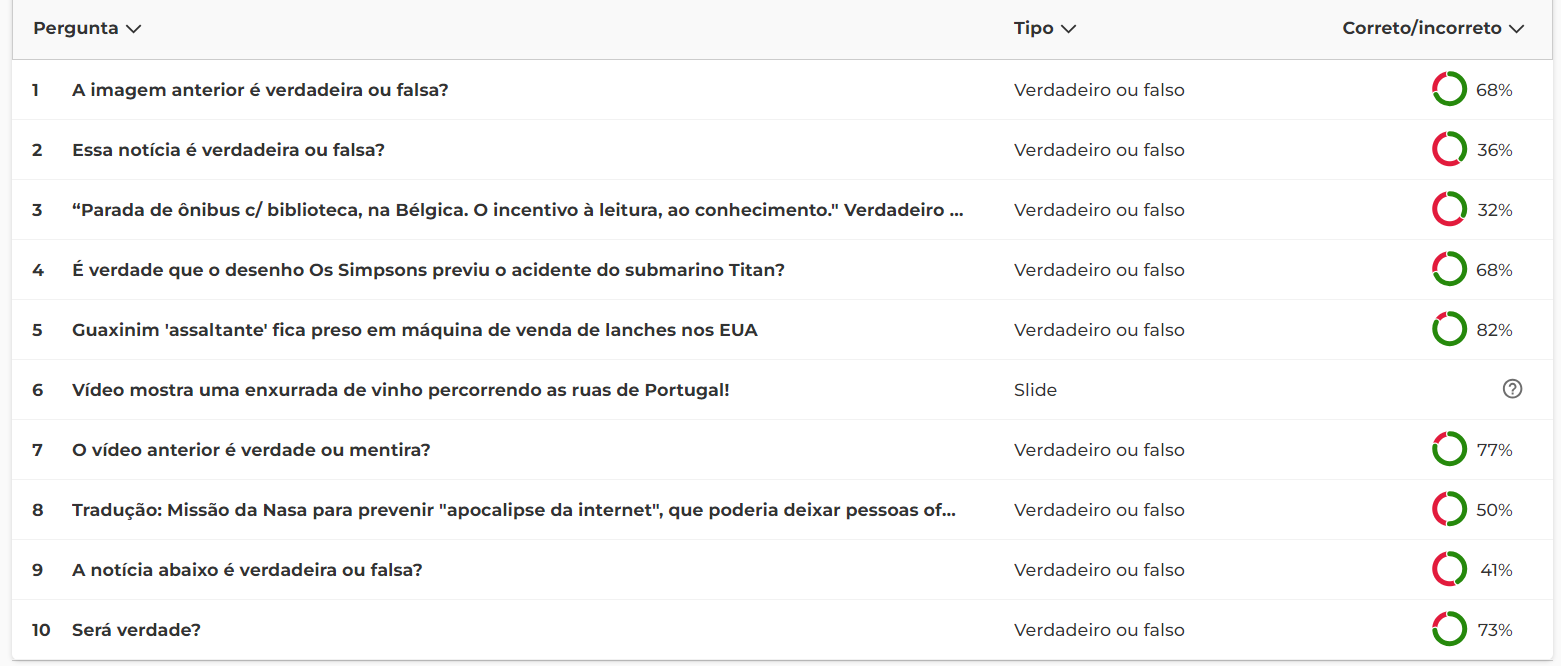 Pergunta Tipo Correto/incorreto
1 A imagem anterior é verdadeira ou falsa? Verdadeiro ou falso 68%
2 Essa notícia é verdadeira ou falsa? Verdadeiro ou falso 36%
3 “Parada de ônibus c/ biblioteca, na Bélgica. O incentivo à leitura, ao conhecimento." Verdadeiro ... Verdadeiro ou falso 32%
4 É verdade que o desenho Os Simpsons previu o acidente do submarino Titan? Verdadeiro ou falso 68%
5 Guaxinim 'assaltante' fica preso em máquina de venda de lanches nos EUA Verdadeiro ou falso 82%
6 Vídeo mostra uma enxurrada de vinho percorrendo as ruas de Portugal! Slide ?
7 O vídeo anterior é verdade ou mentira? Verdadeiro ou falso 77%
8 Tradução: Missão da Nasa para prevenir "apocalipse da internet", que poderia deixar pessoas of... Verdadeiro ou falso 50%
9 A notícia abaixo é verdadeira ou falsa? Verdadeiro ou falso 41%
10 Será verdade? Verdadeiro ou falso 73%